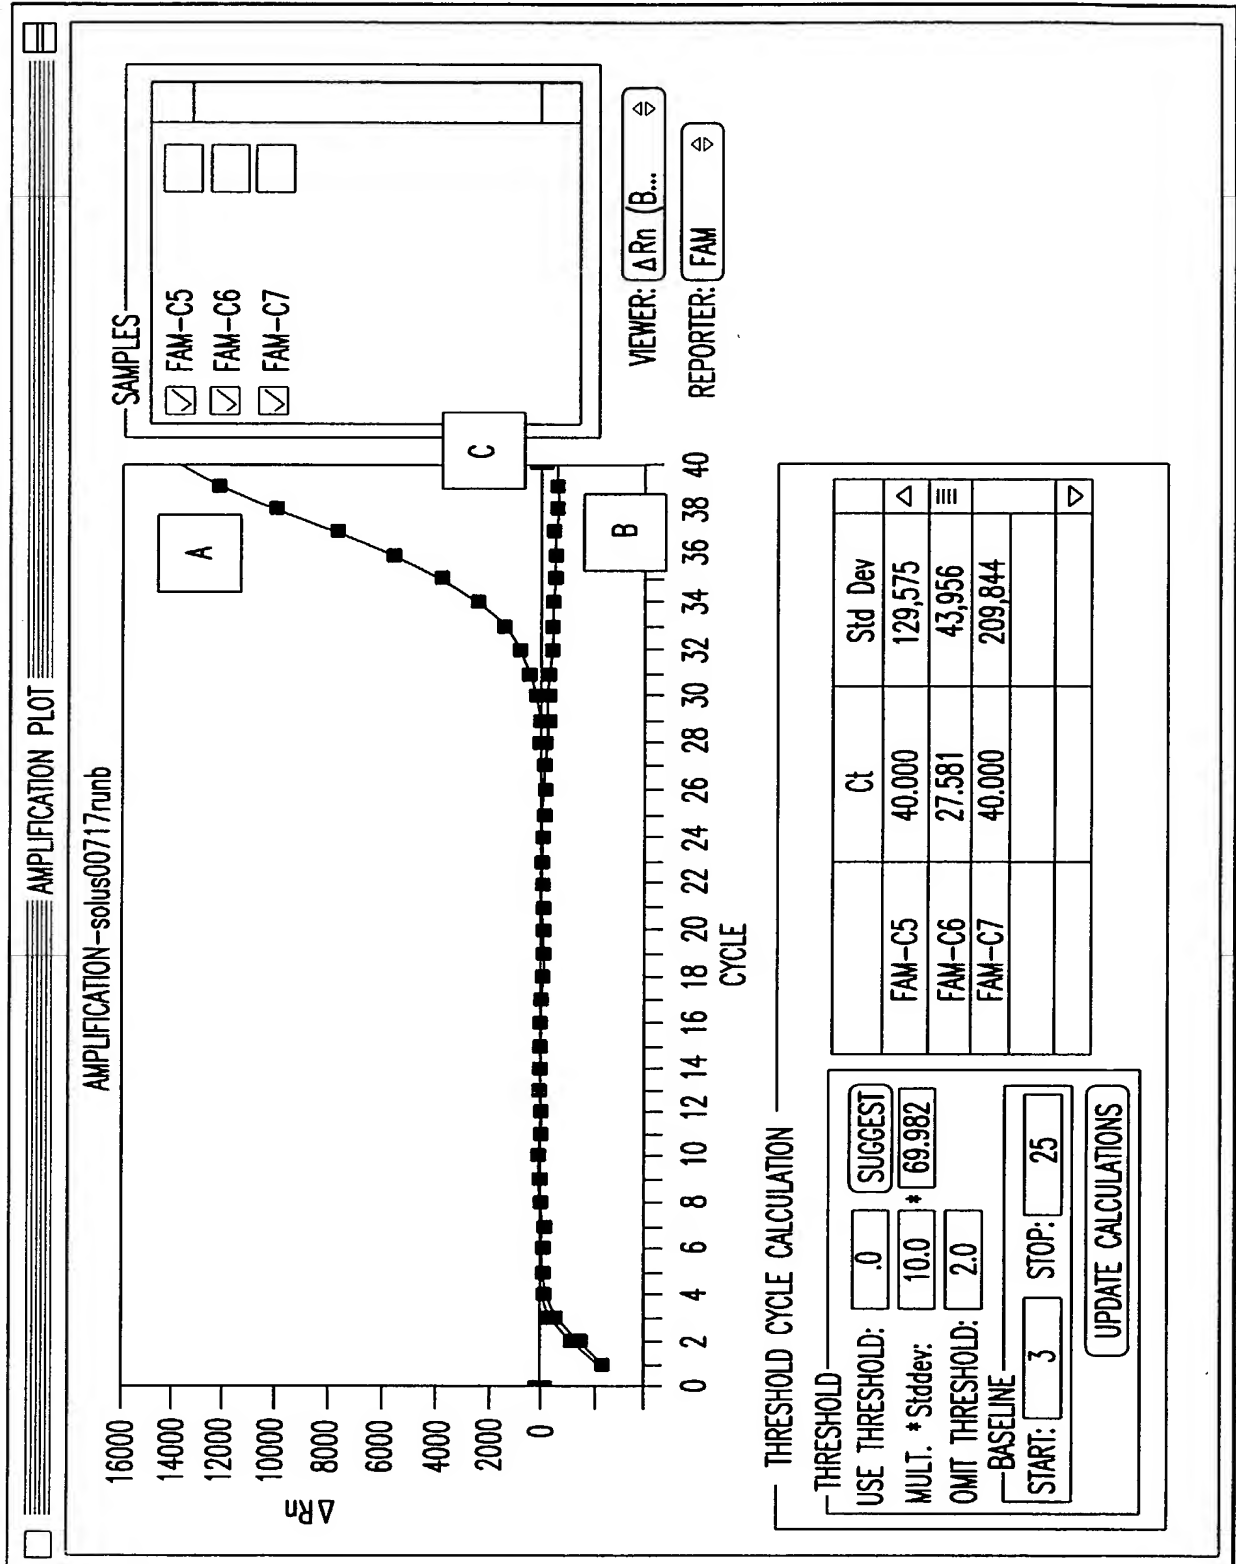 AMPLIFICATION PLOT
AMPLIFICATION-solus00717runb
16000
14000
12000
10000
8000
6000
4000
2000
0
ΔRn
0 2 4 6 8 10 12 14 16 18 20 22 24 26 28 30 32 34 36 38 40
CYCLE
A
B
C
SAMPLES
FAM-C5
FAM-C6
FAM-C7
VIEWER: ΔRn (B...
REPORTER: FAM
THRESHOLD CYCLE CALCULATION
THRESHOLD
USE THRESHOLD: .0 SUGGEST
MULT. * Stddev: 10.0 * 69.982
OMIT THRESHOLD: 2.0
BASELINE
START: 3 STOP: 25
UPDATE CALCULATIONS
Ct Std Dev
FAM-C5 40.000 129,575
FAM-C6 27.581 43,956
FAM-C7 40.000 209,844